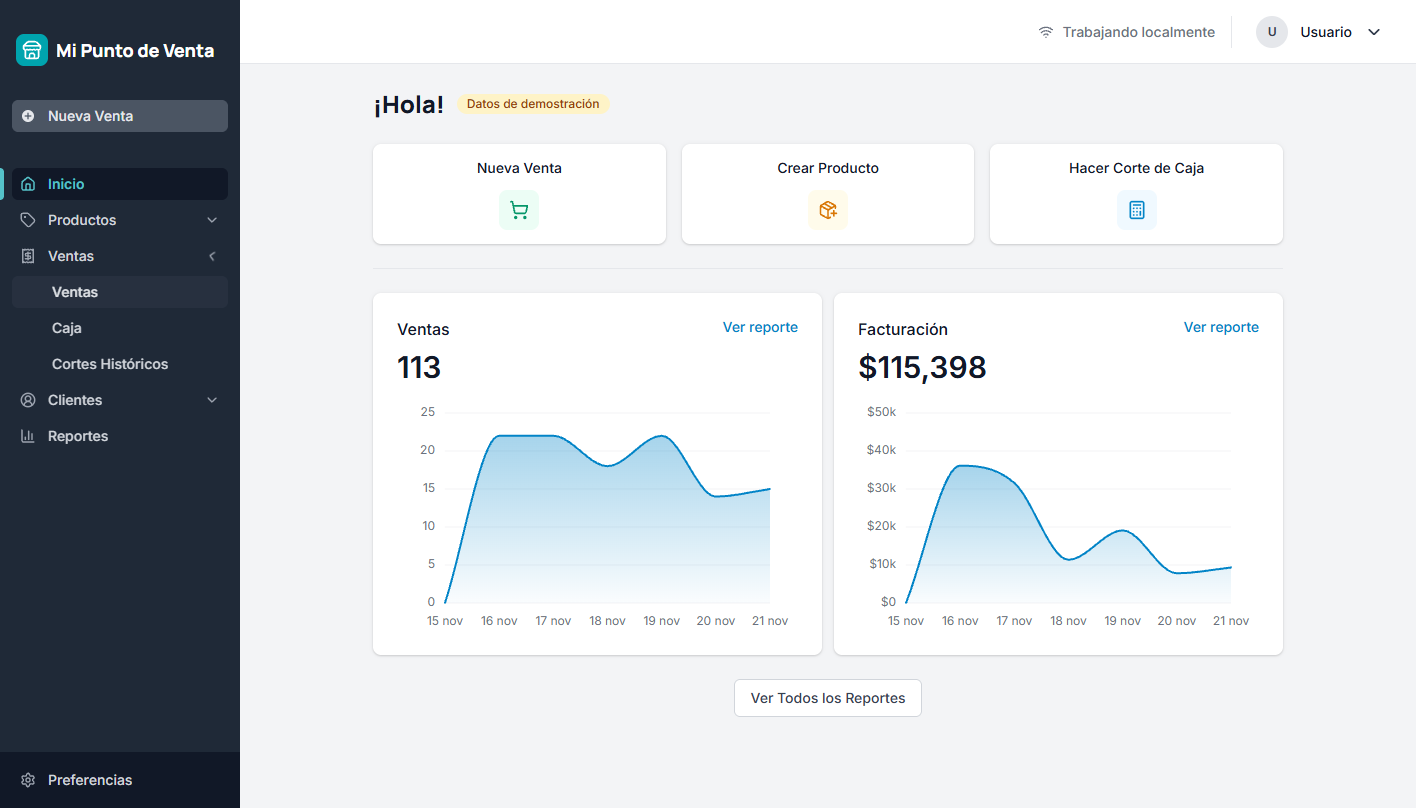 Mi Punto de Venta
Nueva Venta
Inicio
Productos
Ventas
Ventas
Caja
Cortes Históricos
Clientes
Reportes
Preferencias
Trabajando localmente
U
Usuario
¡Hola!
Datos de demostración
Nueva Venta
Crear Producto
Hacer Corte de Caja
Ventas
Ver reporte
113
25
20
15
10
5
0
15 nov 16 nov 17 nov 18 nov 19 nov 20 nov 21 nov
Facturación
Ver reporte
$115,398
$50k
$40k
$30k
$20k
$10k
$0
15 nov 16 nov 17 nov 18 nov 19 nov 20 nov 21 nov
Ver Todos los Reportes